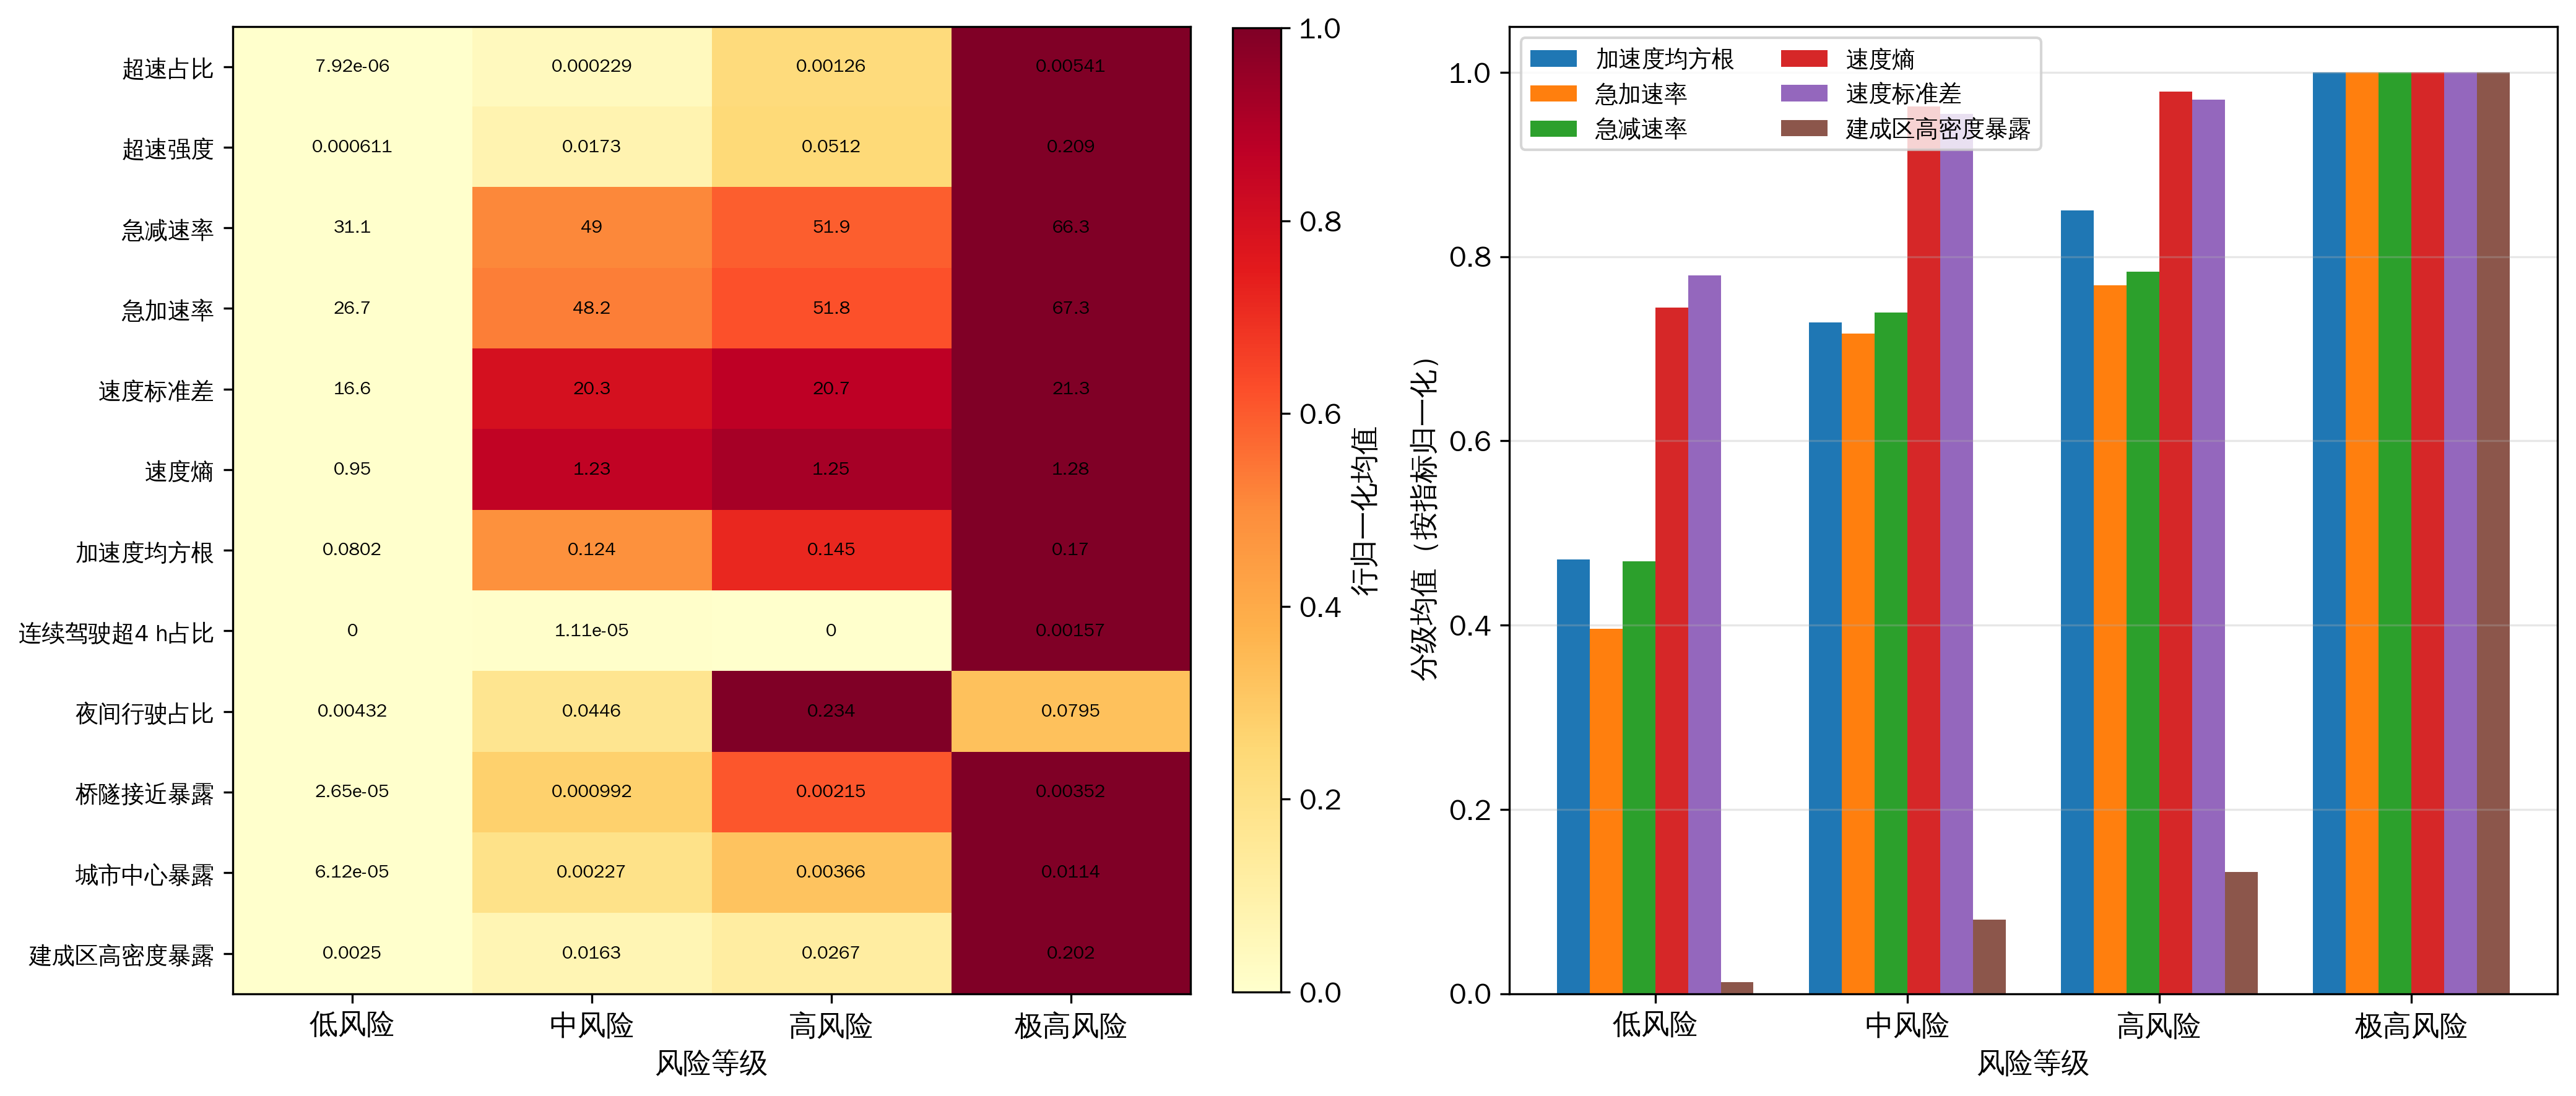 超速占比 7.92e-06 0.000229 0.00126 0.00541
超速强度 0.000611 0.0173 0.0512 0.209
急减速率 31.1 49 51.9 66.3
急加速率 26.7 48.2 51.8 67.3
速度标准差 16.6 20.3 20.7 21.3
速度熵 0.95 1.23 1.25 1.28
加速度均方根 0.0802 0.124 0.145 0.17
连续驾驶超4 h占比 0 1.11e-05 0 0.00157
夜间行驶占比 0.00432 0.0446 0.234 0.0795
桥隧接近暴露 2.65e-05 0.000992 0.00215 0.00352
城市中心暴露 6.12e-05 0.00227 0.00366 0.0114
建成区高密度暴露 0.0025 0.0163 0.0267 0.202
低风险 中风险 高风险 极高风险
风险等级
1.0
0.8
0.6
0.4
0.2
0.0
行归一化均值
分级均值（按指标归一化）
1.0
0.8
0.6
0.4
0.2
0.0
加速度均方根
急加速率
急减速率
速度熵
速度标准差
建成区高密度暴露
低风险 中风险 高风险 极高风险
风险等级